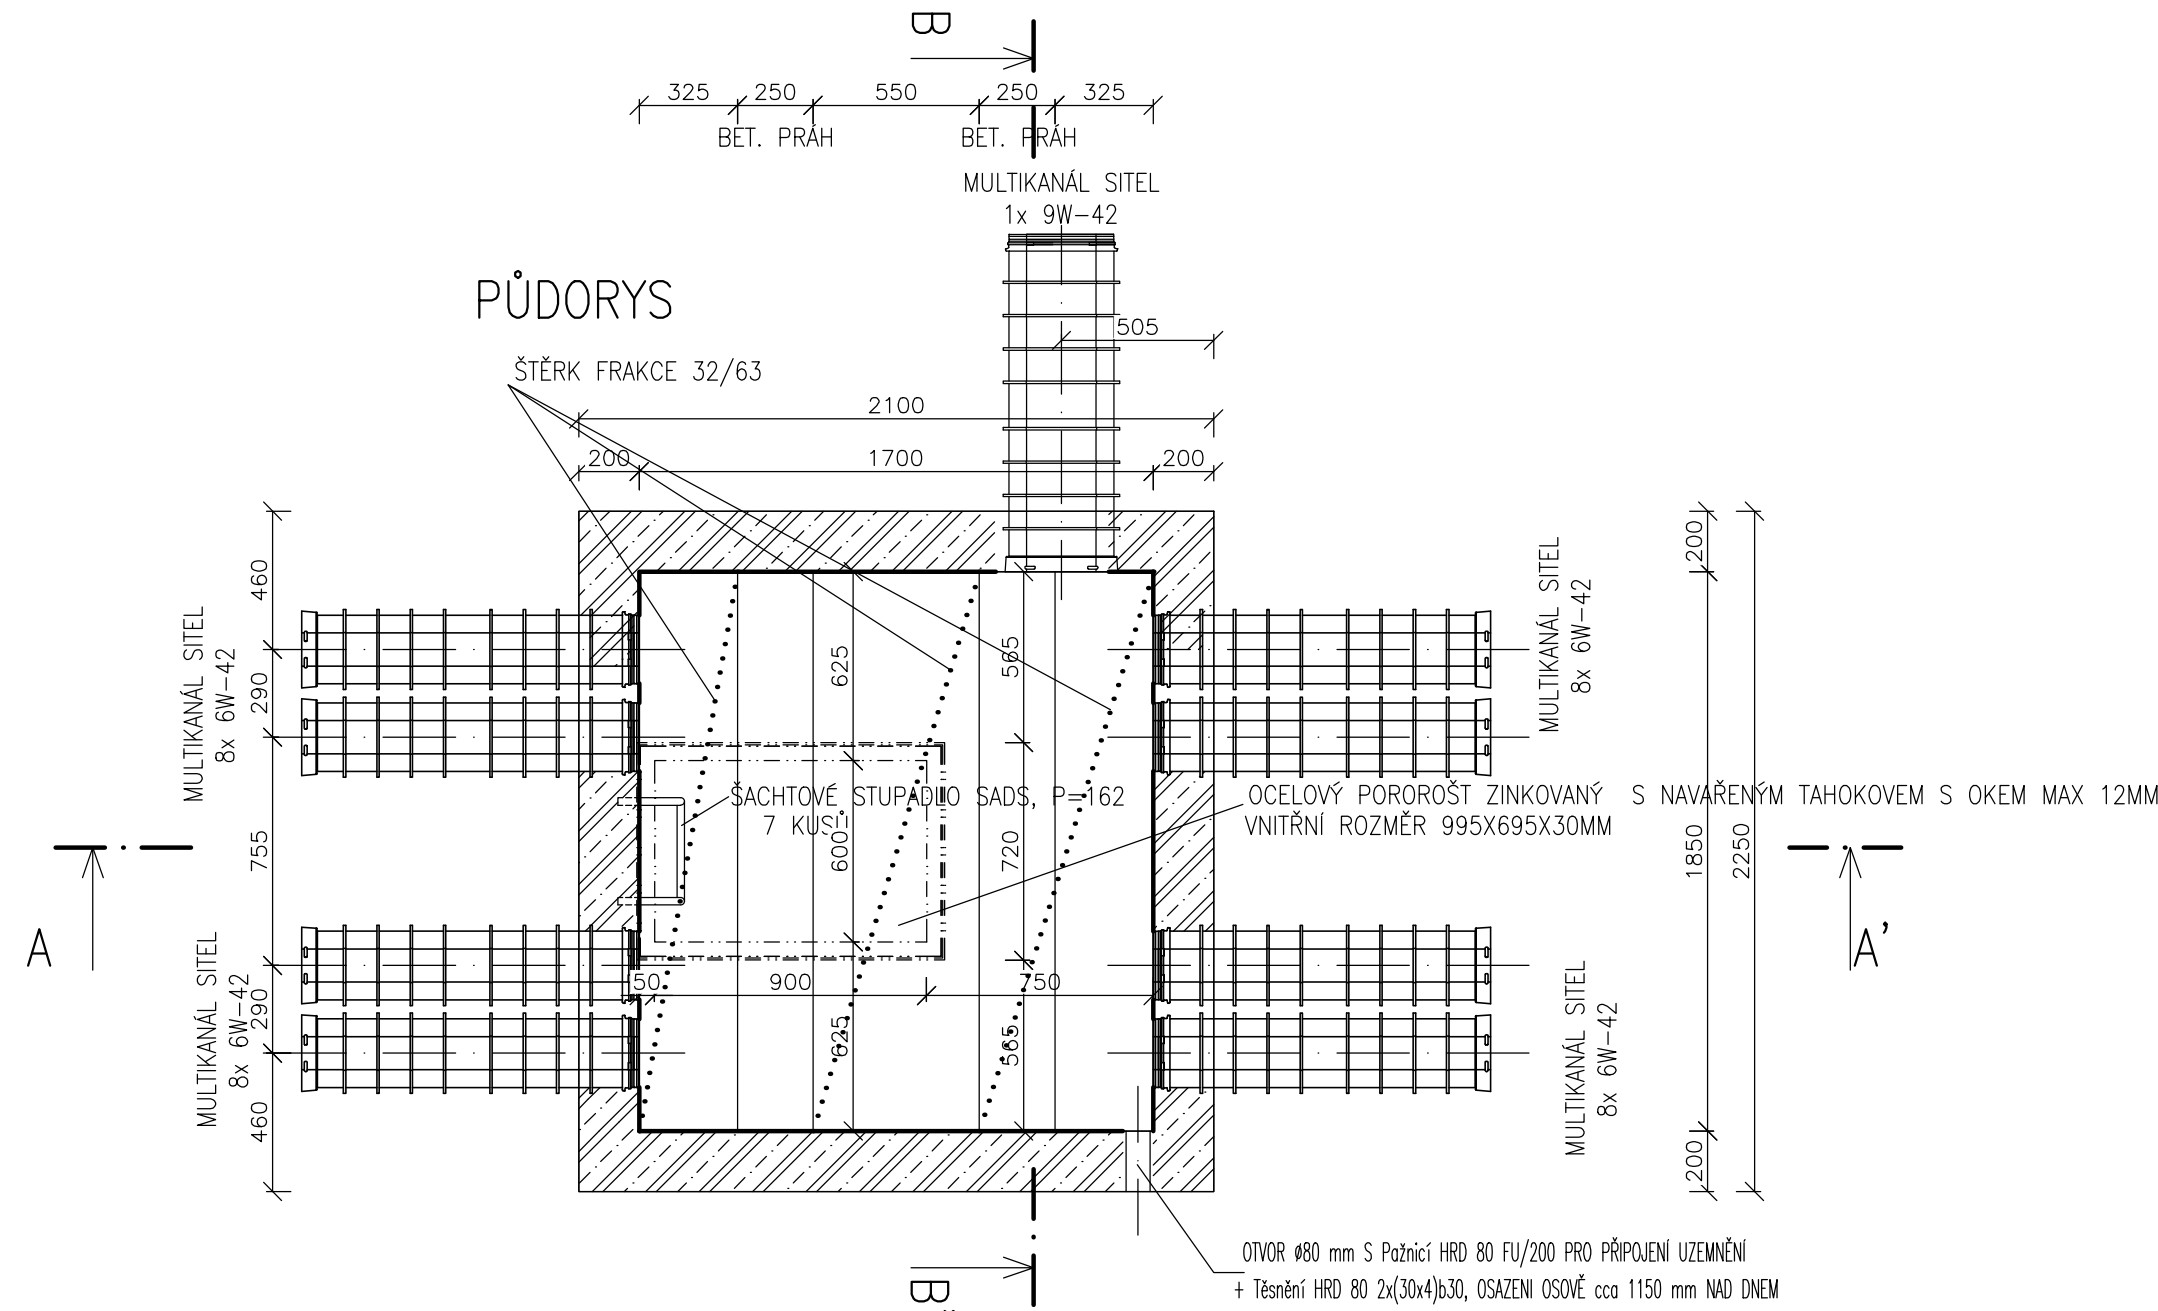 B
325 250 550 250 325
BET. PRÁH BET. PRÁH
MULTIKANÁL SITEL
1x 9W-42
PŮDORYS
505
ŠTĚRK FRAKCE 32/63
2100
200 1700 200
460
290
755
290
460
MULTIKANÁL SITEL
8x 6W-42
MULTIKANÁL SITEL
8x 6W-42
625
600
625
565
720
565
ŠACHTOVÉ STUPADLO SADS, P=162
7 KUSŮ
50 900 750
OCELOVÝ POROROŠT ZINKOVANÝ S NAVAŘENÝM TAHOKOVEM S OKEM MAX 12MM
VNITŘNÍ ROZMĚR 995X695X30MM
MULTIKANÁL SITEL
8x 6W-42
MULTIKANÁL SITEL
8x 6W-42
200
1850
200
2250
A
A'
OTVOR Ø80 mm S Pažnicí HRD 80 FU/200 PRO PŘIPOJENÍ UZEMNĚNÍ
+ Těsnění HRD 80 2x(30x4)b30, OSAZENI OSOVĚ cca 1150 mm NAD DNEM
B'